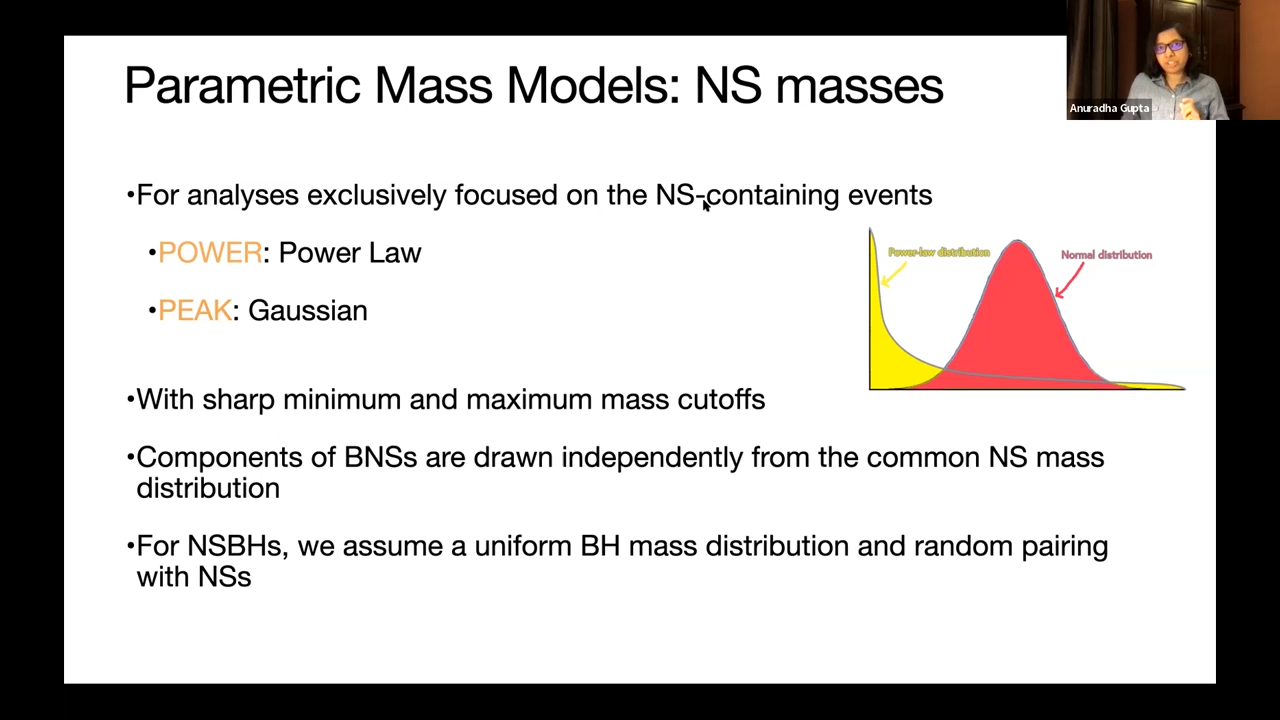 Parametric Mass Models: NS masses
Anuradha Gupta
•For analyses exclusively focused on the NS-containing events
•POWER: Power Law
•PEAK: Gaussian
Power-law distribution
Normal distribution
•With sharp minimum and maximum mass cutoffs
•Components of BNSs are drawn independently from the common NS mass
distribution
•For NSBHs, we assume a uniform BH mass distribution and random pairing
with NSs